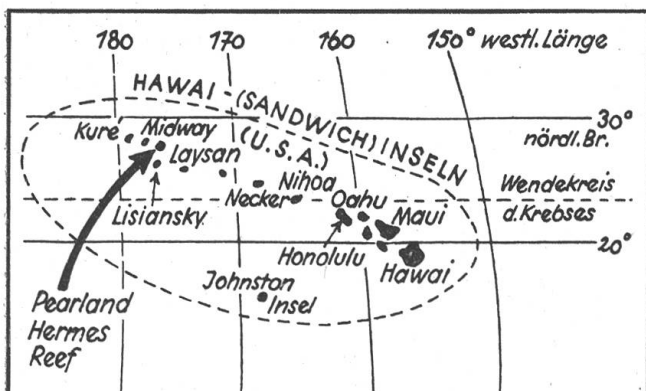 180 170 160 150° westl. Länge
HAWAI-(SANDWICH)INSELN
(U.S.A.)
30°
nördl. Br.
Kure Midway
Laysan
Lisiansky
Necker
Nihoa
Oahu
Maui
Honolulu
Hawai
Wendekreis
d. Krebses
20°
Johnston
Insel
Pearland
Hermes
Reef